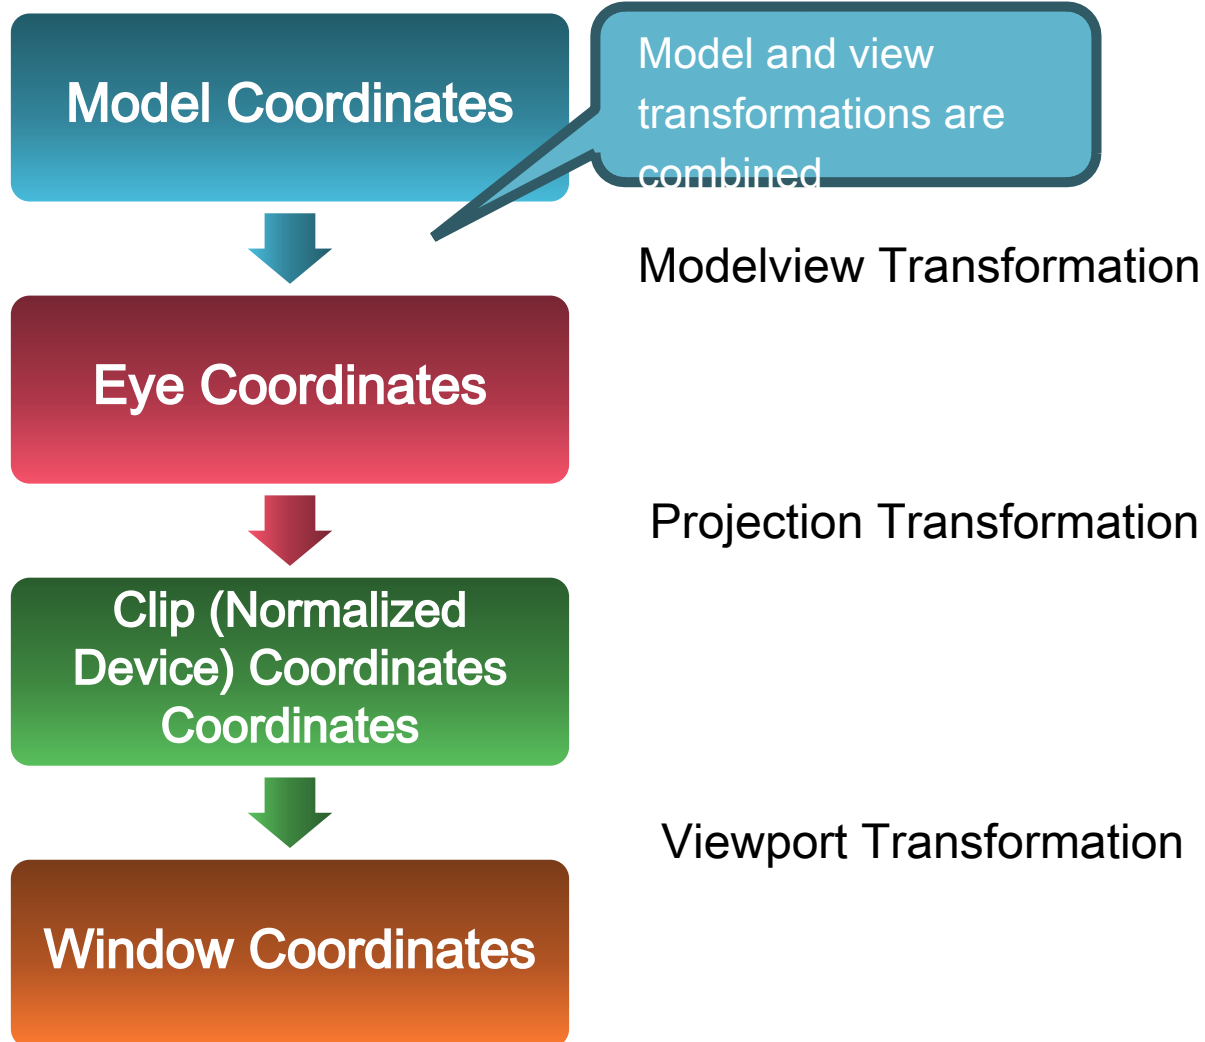 Model Coordinates
Model and view
transformations are
combined
Modelview Transformation
Eye Coordinates
Projection Transformation
Clip (Normalized
Device) Coordinates
Coordinates
Viewport Transformation
Window Coordinates